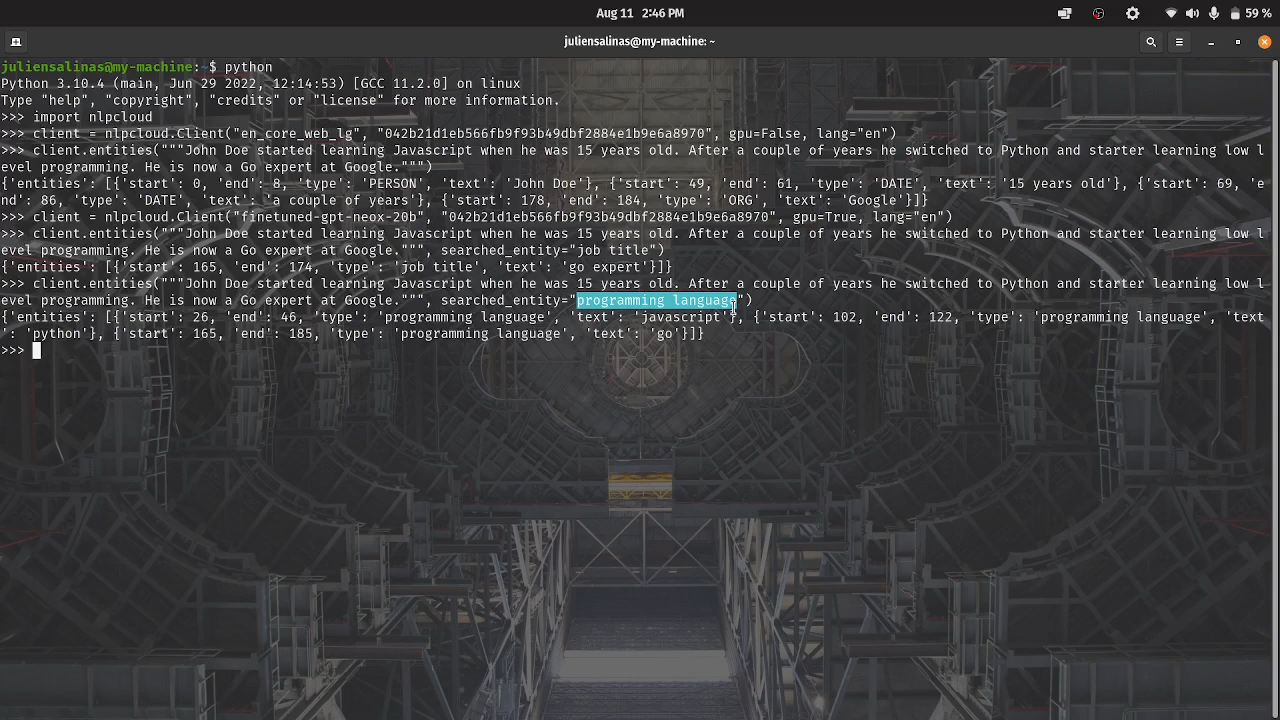 Aug 11 2:46 PM
59 %
juliensalinas@my-machine: ~
juliensalinas@my-machine:~$ python
Python 3.10.4 (main, Jun 29 2022, 12:14:53) [GCC 11.2.0] on linux
Type "help", "copyright", "credits" or "license" for more information.
>>> import nlpcloud
>>> client = nlpcloud.Client("en_core_web_lg", "042b21d1eb566fb9f93b49dbf2884e1b9e6a8970", gpu=False, lang="en")
>>> client.entities("""John Doe started learning Javascript when he was 15 years old. After a couple of years he switched to Python and starter learning low l
evel programming. He is now a Go expert at Google.""")
{'entities': [{'start': 0, 'end': 8, 'type': 'PERSON', 'text': 'John Doe'}, {'start': 49, 'end': 61, 'type': 'DATE', 'text': '15 years old'}, {'start': 69, 'e
nd': 86, 'type': 'DATE', 'text': 'a couple of years'}, {'start': 178, 'end': 184, 'type': 'ORG', 'text': 'Google'}]}
>>> client = nlpcloud.Client("finetuned-gpt-neox-20b", "042b21d1eb566fb9f93b49dbf2884e1b9e6a8970", gpu=True, lang="en")
>>> client.entities("""John Doe started learning Javascript when he was 15 years old. After a couple of years he switched to Python and starter learning low l
evel programming. He is now a Go expert at Google.""", searched_entity="job title")
{'entities': [{'start': 165, 'end': 174, 'type': 'job title', 'text': 'go expert'}]}
>>> client.entities("""John Doe started learning Javascript when he was 15 years old. After a couple of years he switched to Python and starter learning low l
evel programming. He is now a Go expert at Google.""", searched_entity="programming language")
{'entities': [{'start': 26, 'end': 46, 'type': 'programming language', 'text': 'javascript'}, {'start': 102, 'end': 122, 'type': 'programming language', 'text
': 'python'}, {'start': 165, 'end': 185, 'type': 'programming language', 'text': 'go'}]}
>>>